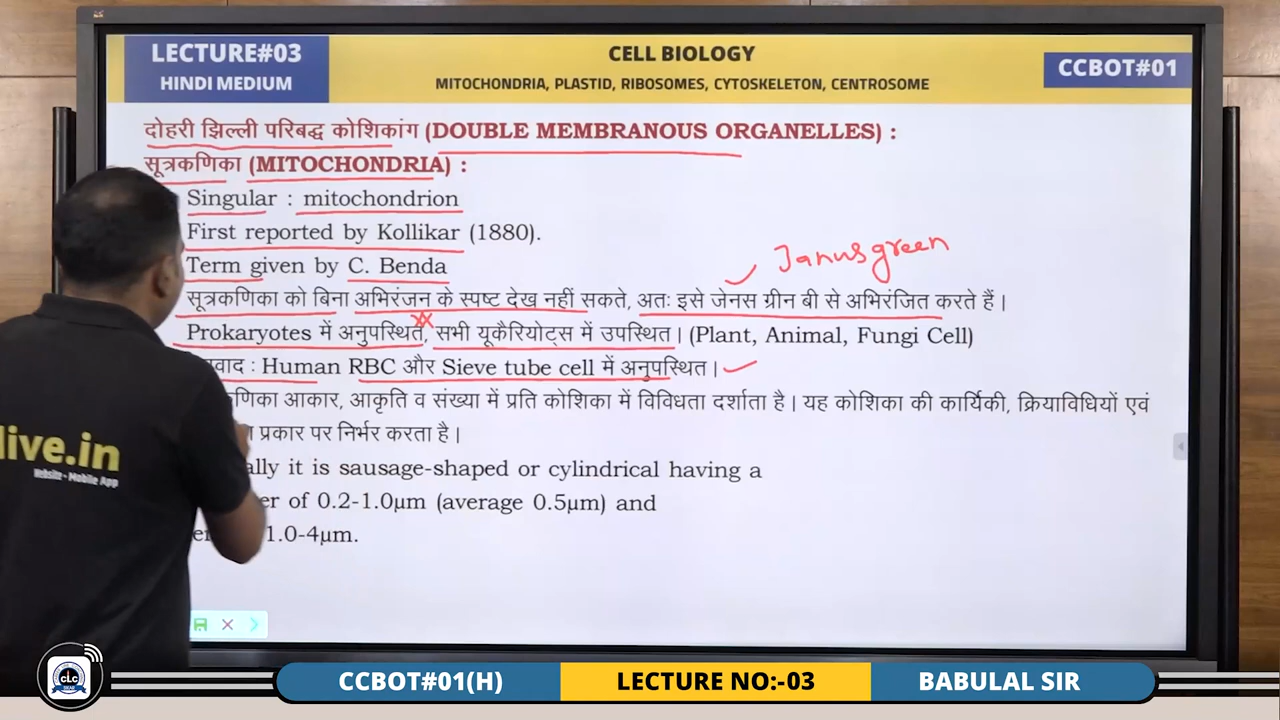 LECTURE#03
HINDI MEDIUM
CELL BIOLOGY
MITOCHONDRIA, PLASTID, RIBOSOMES, CYTOSKELETON, CENTROSOME
CCBOT#01
दोहरी झिल्ली परिबद्ध कोशिकांग (DOUBLE MEMBRANOUS ORGANELLES) :
सूत्रकणिका (MITOCHONDRIA) :
Singular : mitochondrion
First reported by Kollikar (1880).
Term given by C. Benda
Janus green
सूत्रकणिका को बिना अभिरंजन के स्पष्ट देख नहीं सकते, अतः इसे जेनस ग्रीन बी से अभिरंजित करते हैं।
Prokaryotes में अनुपस्थित, सभी यूकैरियोट्स में उपस्थित। (Plant, Animal, Fungi Cell)
: Human RBC और Sieve tube cell में अनुपस्थित।
आकार, आकृति व संख्या में प्रति कोशिका में विविधता दर्शाता है। यह कोशिका की कार्यिकी, क्रियाविधियों एवं
प्रकार पर निर्भर करता है।
it is sausage-shaped or cylindrical having a
of 0.2-1.0μm (average 0.5μm) and
1.0-4μm.
live.in
Website - Mobile App
CLC
SIKAR
CCBOT#01(H)
LECTURE NO:-03
BABULAL SIR